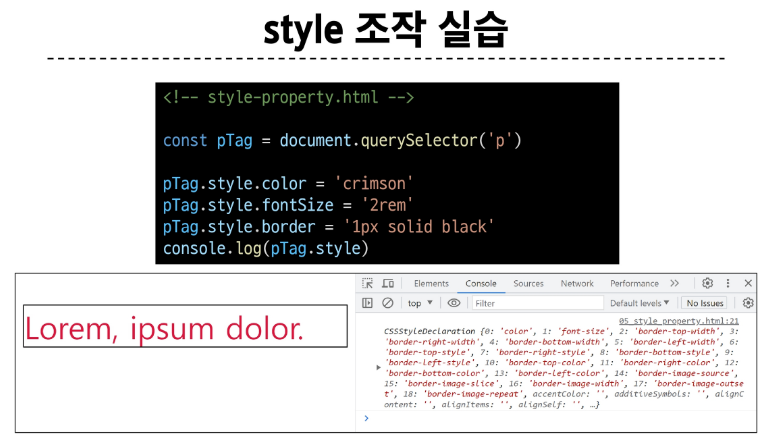 style 조작 실습
<!-- style-property.html -->
const pTag = document.querySelector('p')
pTag.style.color = 'crimson'
pTag.style.fontSize = '2rem'
pTag.style.border = '1px solid black'
console.log(pTag.style)
Lorem, ipsum dolor.
Elements Console Sources Network Performance
top Filter Default levels No Issues
05_style_property.html:21
CSSStyleDeclaration {0: 'color', 1: 'font-size', 2: 'border-top-width', 3:
'border-right-width', 4: 'border-bottom-width', 5: 'border-left-width', 6:
'border-top-style', 7: 'border-right-style', 8: 'border-bottom-style', 9:
'border-left-style', 10: 'border-top-color', 11: 'border-right-color', 12:
'border-bottom-color', 13: 'border-left-color', 14: 'border-image-source',
15: 'border-image-slice', 16: 'border-image-width', 17: 'border-image-outse
t', 18: 'border-image-repeat', accentColor: '', additiveSymbols: '', alignC
ontent: '', alignItems: '', alignSelf: '', …}